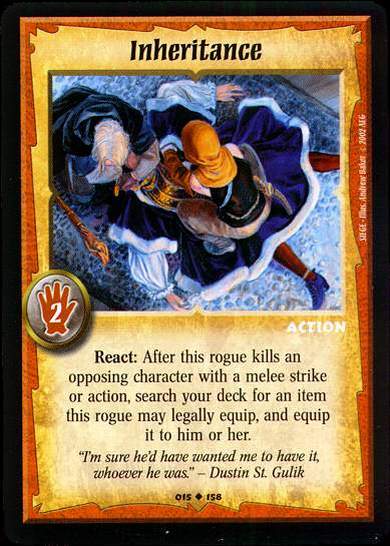 Inheritance
SIEGE • Illus. Andrew Baker © 2002 AEG
2
ACTION
React: After this rogue kills an
opposing character with a melee strike
or action, search your deck for an item
this rogue may legally equip, and equip
it to him or her.
"I'm sure he'd have wanted me to have it,
whoever he was." – Dustin St. Gulik
015 ◆ 158